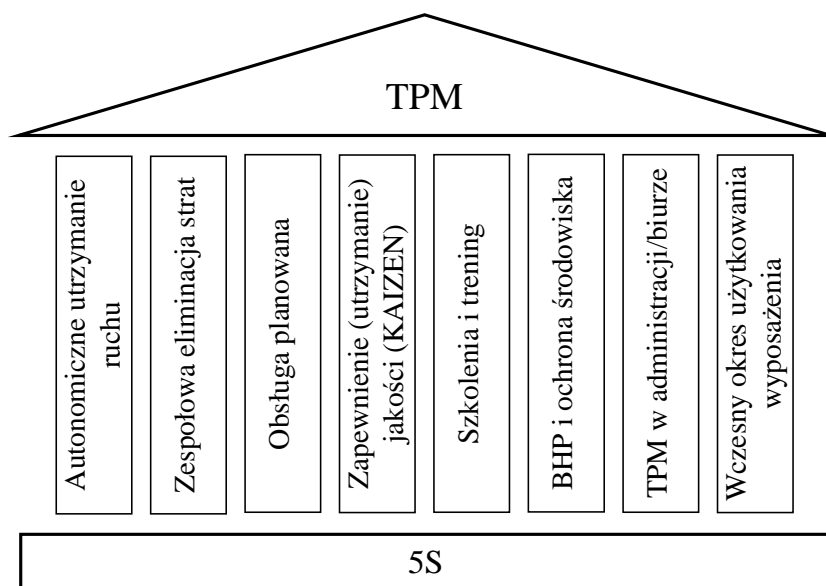 TPM
Autonomiczne utrzymanie
ruchu
Zespołowa eliminacja strat
Obsługa planowana
Zapewnienie (utrzymanie)
jakości (KAIZEN)
Szkolenia i trening
BHP i ochrona środowiska
TPM w administracji/biurze
Wczesny okres użytkowania
wyposażenia
5S